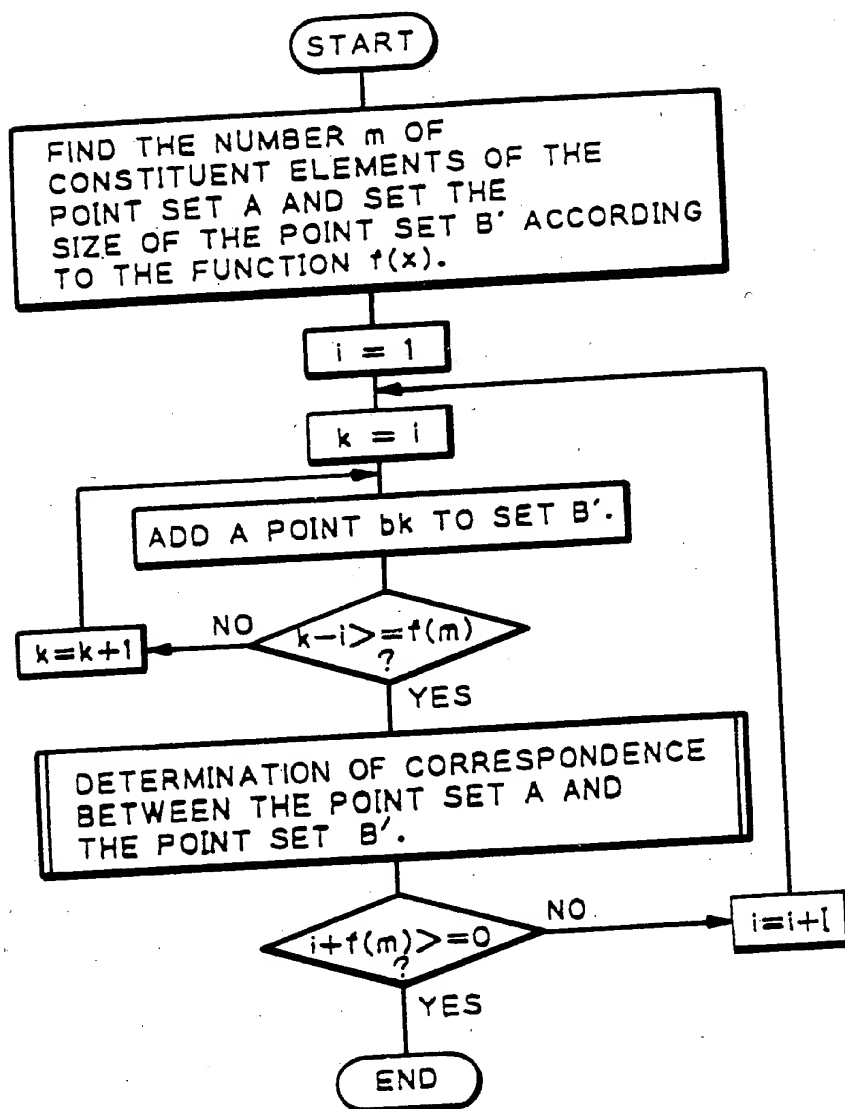 START
FIND THE NUMBER m OF
CONSTITUENT ELEMENTS OF THE
POINT SET A AND SET THE
SIZE OF THE POINT SET B′ ACCORDING
TO THE FUNCTION f(x).
i = 1
k = i
ADD A POINT bk TO SET B′.
k=k+1
NO
k-i>=f(m)
?
YES
DETERMINATION OF CORRESPONDENCE
BETWEEN THE POINT SET A AND
THE POINT SET B′.
i+f(m)>=0
?
NO
i=i+I
YES
END